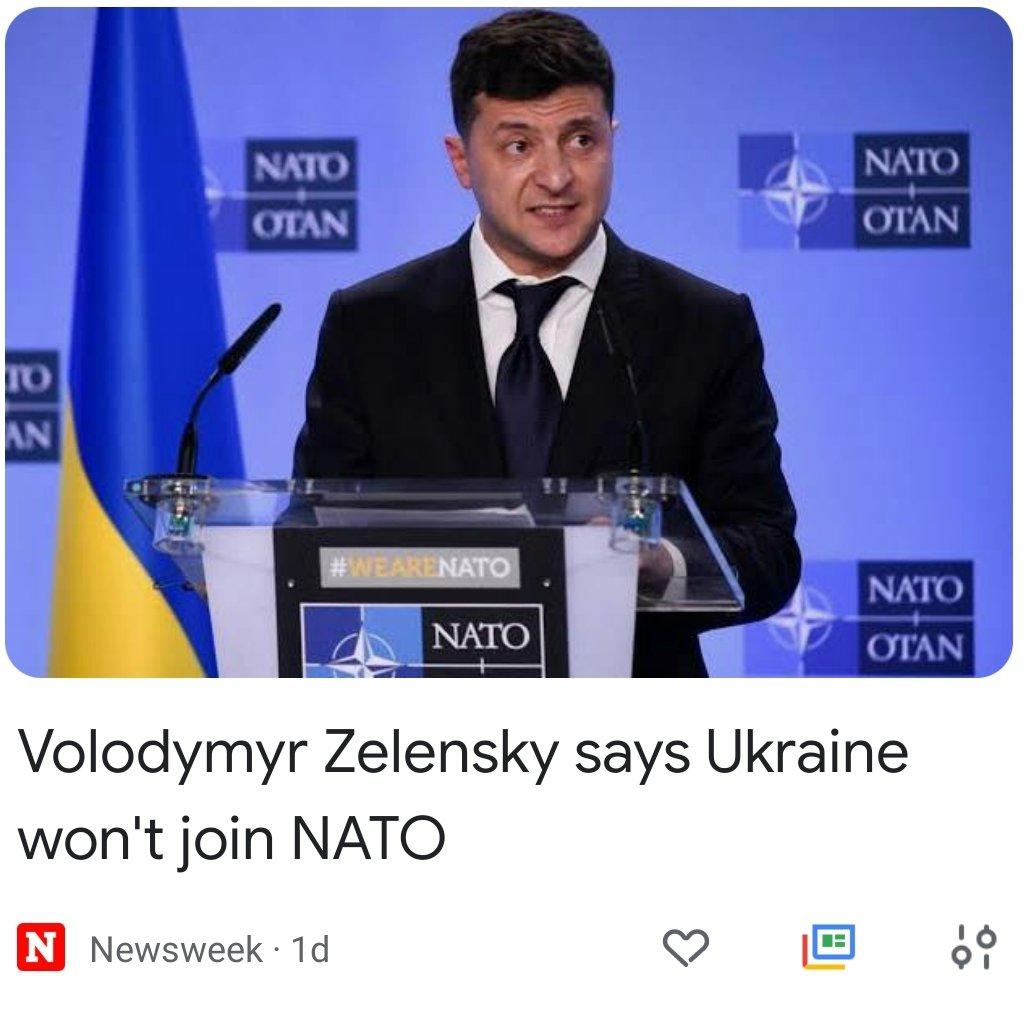 NATO
OTAN
NATO
OTAN
TO
AN
#WEARENATO
NATO
NATO
OTAN
Volodymyr Zelensky says Ukraine
won't join NATO
N Newsweek · 1d